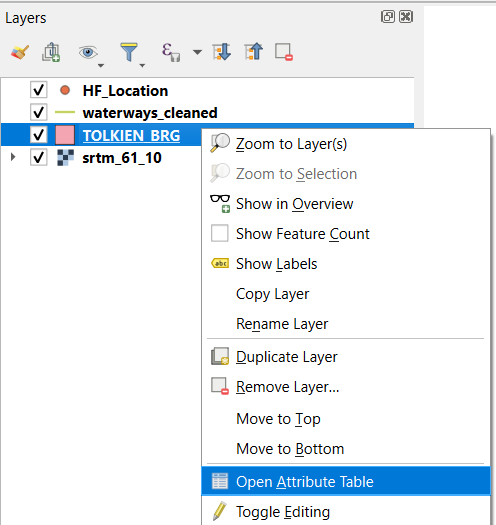 Layers
HF_Location
waterways_cleaned
TOLKIEN_BRG
srtm_61_10
Zoom to Layer(s)
Zoom to Selection
Show in Overview
Show Feature Count
abc Show Labels
Copy Layer
Rename Layer
Duplicate Layer
Remove Layer...
Move to Top
Move to Bottom
Open Attribute Table
Toggle Editing